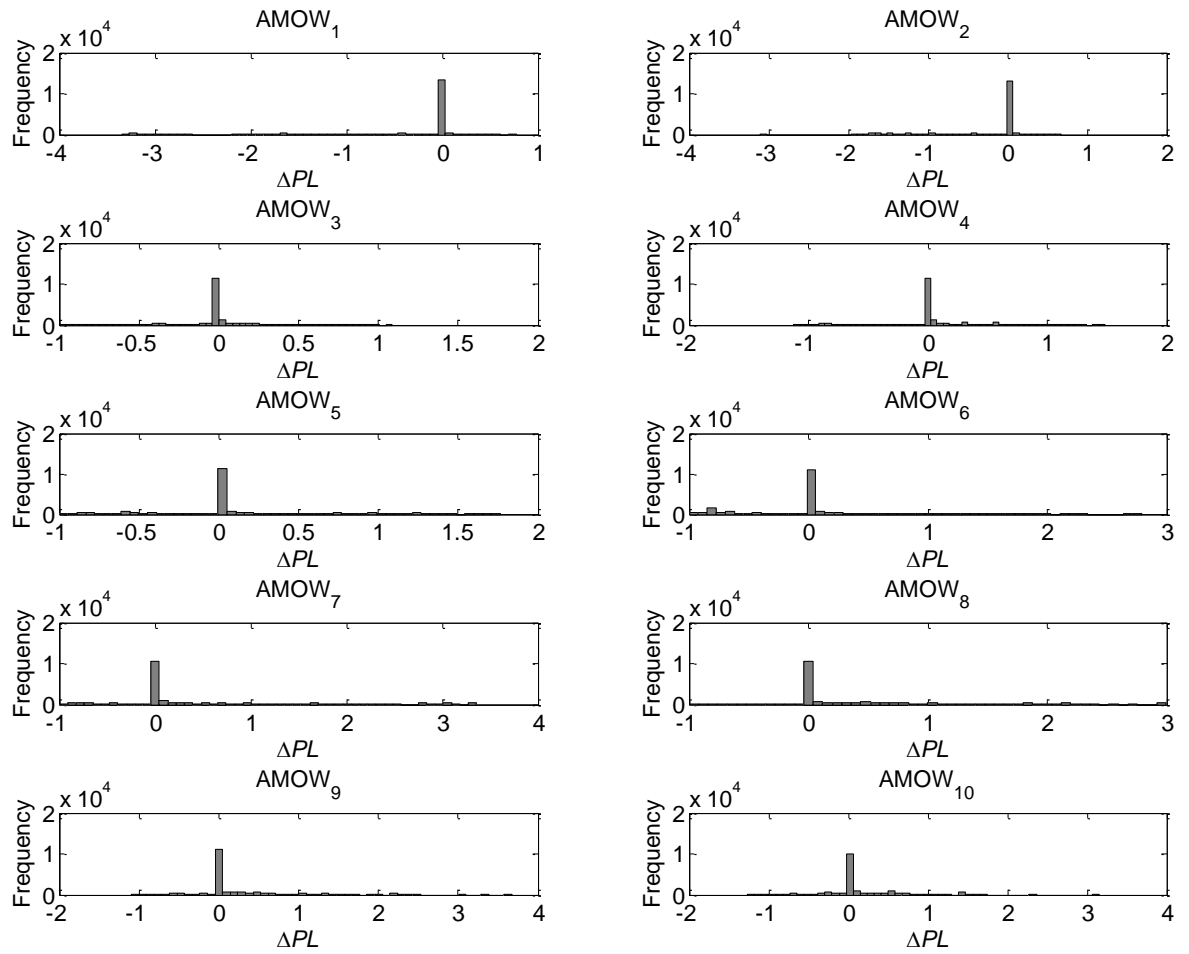 AMOW1
x 10^4
Frequency
2
1
0
-4 -3 -2 -1 0 1
ΔPL
AMOW2
x 10^4
Frequency
2
1
0
-4 -3 -2 -1 0 1 2
ΔPL
AMOW3
x 10^4
Frequency
2
1
0
-1 -0.5 0 0.5 1 1.5 2
ΔPL
AMOW4
x 10^4
Frequency
2
1
0
-2 -1 0 1 2
ΔPL
AMOW5
x 10^4
Frequency
2
1
0
-1 -0.5 0 0.5 1 1.5 2
ΔPL
AMOW6
x 10^4
Frequency
2
1
0
-1 0 1 2 3
ΔPL
AMOW7
x 10^4
Frequency
2
1
0
-1 0 1 2 3 4
ΔPL
AMOW8
x 10^4
Frequency
2
1
0
-1 0 1 2 3
ΔPL
AMOW9
x 10^4
Frequency
2
1
0
-2 -1 0 1 2 3 4
ΔPL
AMOW10
x 10^4
Frequency
2
1
0
-2 -1 0 1 2 3 4
ΔPL